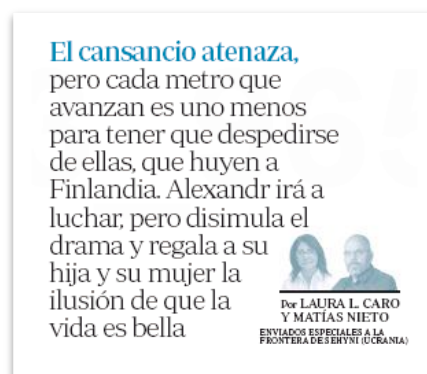 El cansancio atenaza,
pero cada metro que
avanzan es uno menos
para tener que despedirse
de ellas, que huyen a
Finlandia. Alexandr irá a
luchar, pero disimula el
drama y regala a su
hija y su mujer la
ilusión de que la
vida es bella
Por LAURA L. CARO
Y MATÍAS NIETO
ENVIADOS ESPECIALES A LA
FRONTERA DE SEHYNI (UCRANIA)